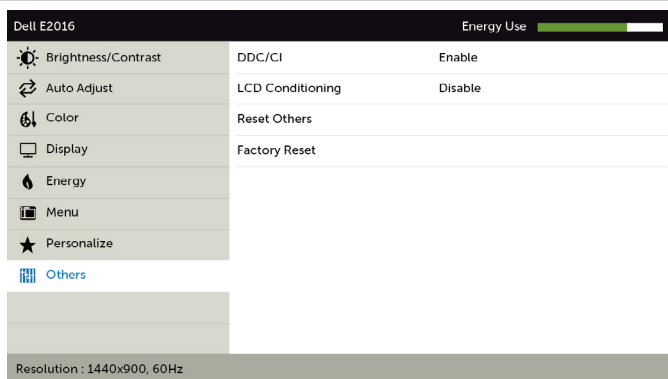 Dell E2016 Energy Use
Brightness/Contrast DDC/CI Enable
Auto Adjust LCD Conditioning Disable
Color Reset Others
Display Factory Reset
Energy
Menu
Personalize
Others
Resolution : 1440x900, 60Hz